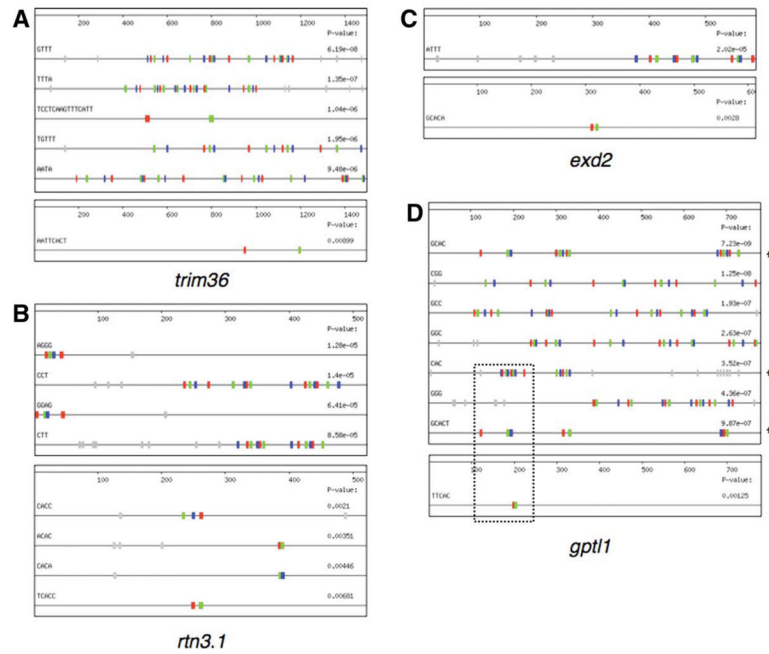 A
200 400 600 800 1000 1200 1400
P-value:
GTTT 6.19e-08
TTTA 1.35e-07
TCCTCAAGTTTCATT 1.04e-06
TGTTT 1.95e-06
AATA 9.48e-06
200 400 600 800 1000 1200 1400
P-value:
AATTCACT 0.00899
trim36
B
100 200 300 400 500
P-value:
AGGG 1.28e-05
CCT 1.4e-05
GGAG 6.41e-05
CTT 8.58e-05
100 200 300 400 500
P-value:
CACC 0.0021
ACAC 0.00351
CACA 0.00446
TCACC 0.00681
rtn3.1
C
100 200 300 400 500
P-value:
ATTT 2.02e-05
100 200 300 400 500 600
P-value:
GCACA 0.0028
exd2
D
100 200 300 400 500 600 700
P-value:
GCAC 7.23e-09
CGG 1.25e-08
GCC 1.93e-07
GGC 2.63e-07
CAC 3.52e-07
GGG 4.36e-07
GCACT 9.87e-07
100 200 300 400 500 600 700
P-value:
TTCAC 0.00125
gptl1